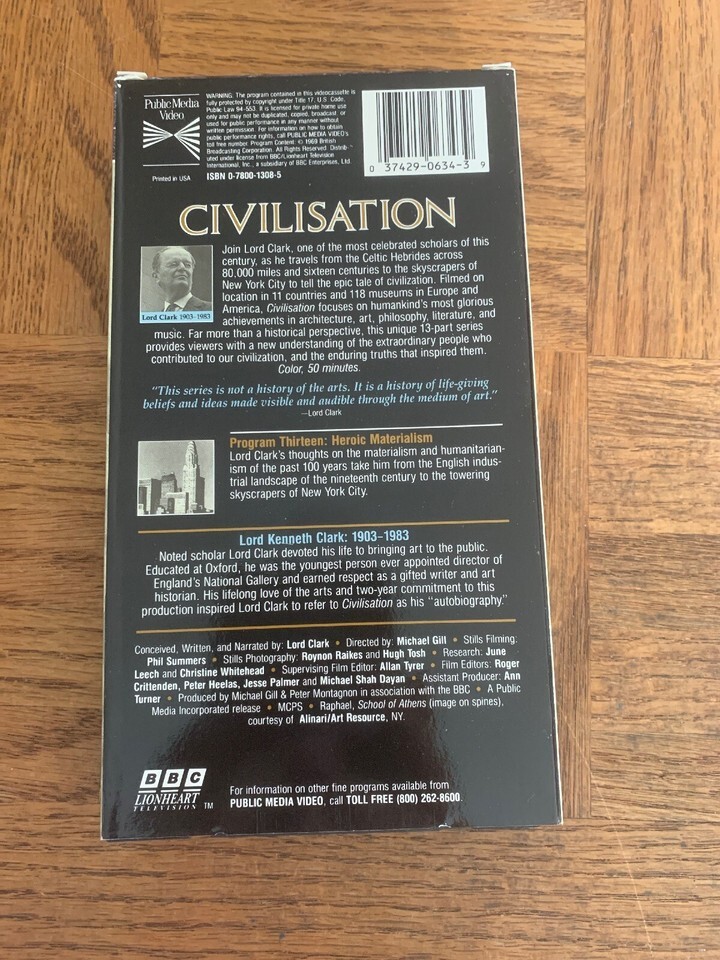 Public Media
Video
WARNING: The program contained in this videocassette is
fully protected by copyright under Title 17, U.S. Code,
Public Law 94-553. It is licensed for private home use
only and may not be duplicated, copied, broadcast, or
used for public performance in any manner without
written permission. For information on how to obtain
public performance rights, call PUBLIC MEDIA VIDEO's
toll free number. Program Content: © 1969 British
Broadcasting Corporation. All Rights Reserved. Distrib-
uted under license from BBC/Lionheart Television
International, Inc., a subsidiary of BBC Enterprises, Ltd.
Printed in USA
ISBN 0-7800-1308-5
0 37429-0634-3 9
CIVILISATION
Join Lord Clark, one of the most celebrated scholars of this
century, as he travels from the Celtic Hebrides across
80,000 miles and sixteen centuries to the skyscrapers of
New York City to tell the epic tale of civilization. Filmed on
location in 11 countries and 118 museums in Europe and
America, Civilisation focuses on humankind's most glorious
achievements in architecture, art, philosophy, literature, and
Lord Clark 1903-1983
music. Far more than a historical perspective, this unique 13-part series
provides viewers with a new understanding of the extraordinary people who
contributed to our civilization, and the enduring truths that inspired them.
Color, 50 minutes.
"This series is not a history of the arts. It is a history of life-giving
beliefs and ideas made visible and audible through the medium of art."
—Lord Clark
Program Thirteen: Heroic Materialism
Lord Clark's thoughts on the materialism and humanitarian-
ism of the past 100 years take him from the English indus-
trial landscape of the nineteenth century to the towering
skyscrapers of New York City.
Lord Kenneth Clark: 1903-1983
Noted scholar Lord Clark devoted his life to bringing art to the public.
Educated at Oxford, he was the youngest person ever appointed director of
England's National Gallery and earned respect as a gifted writer and art
historian. His lifelong love of the arts and two-year commitment to this
production inspired Lord Clark to refer to Civilisation as his "autobiography."
Conceived, Written, and Narrated by: Lord Clark • Directed by: Michael Gill • Stills Filming:
Phil Summers • Stills Photography: Roynon Raikes and Hugh Tosh • Research: June
Leech and Christine Whitehead • Supervising Film Editor: Allan Tyrer • Film Editors: Roger
Crittenden, Peter Heelas, Jesse Palmer and Michael Shah Dayan • Assistant Producer: Ann
Turner • Produced by Michael Gill & Peter Montagnon in association with the BBC • A Public
Media Incorporated release • MCPS • Raphael, School of Athens (image on spines),
courtesy of Alinari/Art Resource, NY.
BBC
LIONHEART
TELEVISION TM
For information on other fine programs available from
PUBLIC MEDIA VIDEO, call TOLL FREE (800) 262-8600.